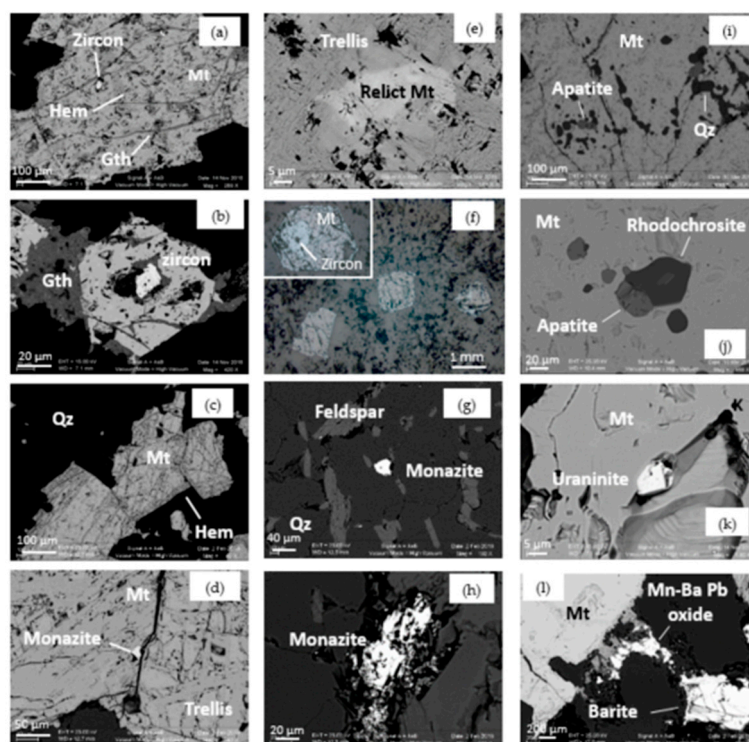 (a)
Zircon
Mt
Hem
Gth
100 µm
(b)
zircon
Gth
20 µm
(c)
Qz
Mt
Hem
100 µm
(d)
Mt
Monazite
Trellis
50 µm
(e)
Trellis
Relict Mt
5 µm
(f)
Mt
Zircon
1 mm
(g)
Feldspar
Monazite
Qz
40 µm
(h)
Monazite
20 µm
(i)
Mt
Apatite
Qz
100 µm
Mt
Rhodochrosite
Apatite
(j)
20 µm
K
Mt
Uraninite
(k)
5 µm
(l)
Mn-Ba Pb
oxide
Mt
Barite
200 µm